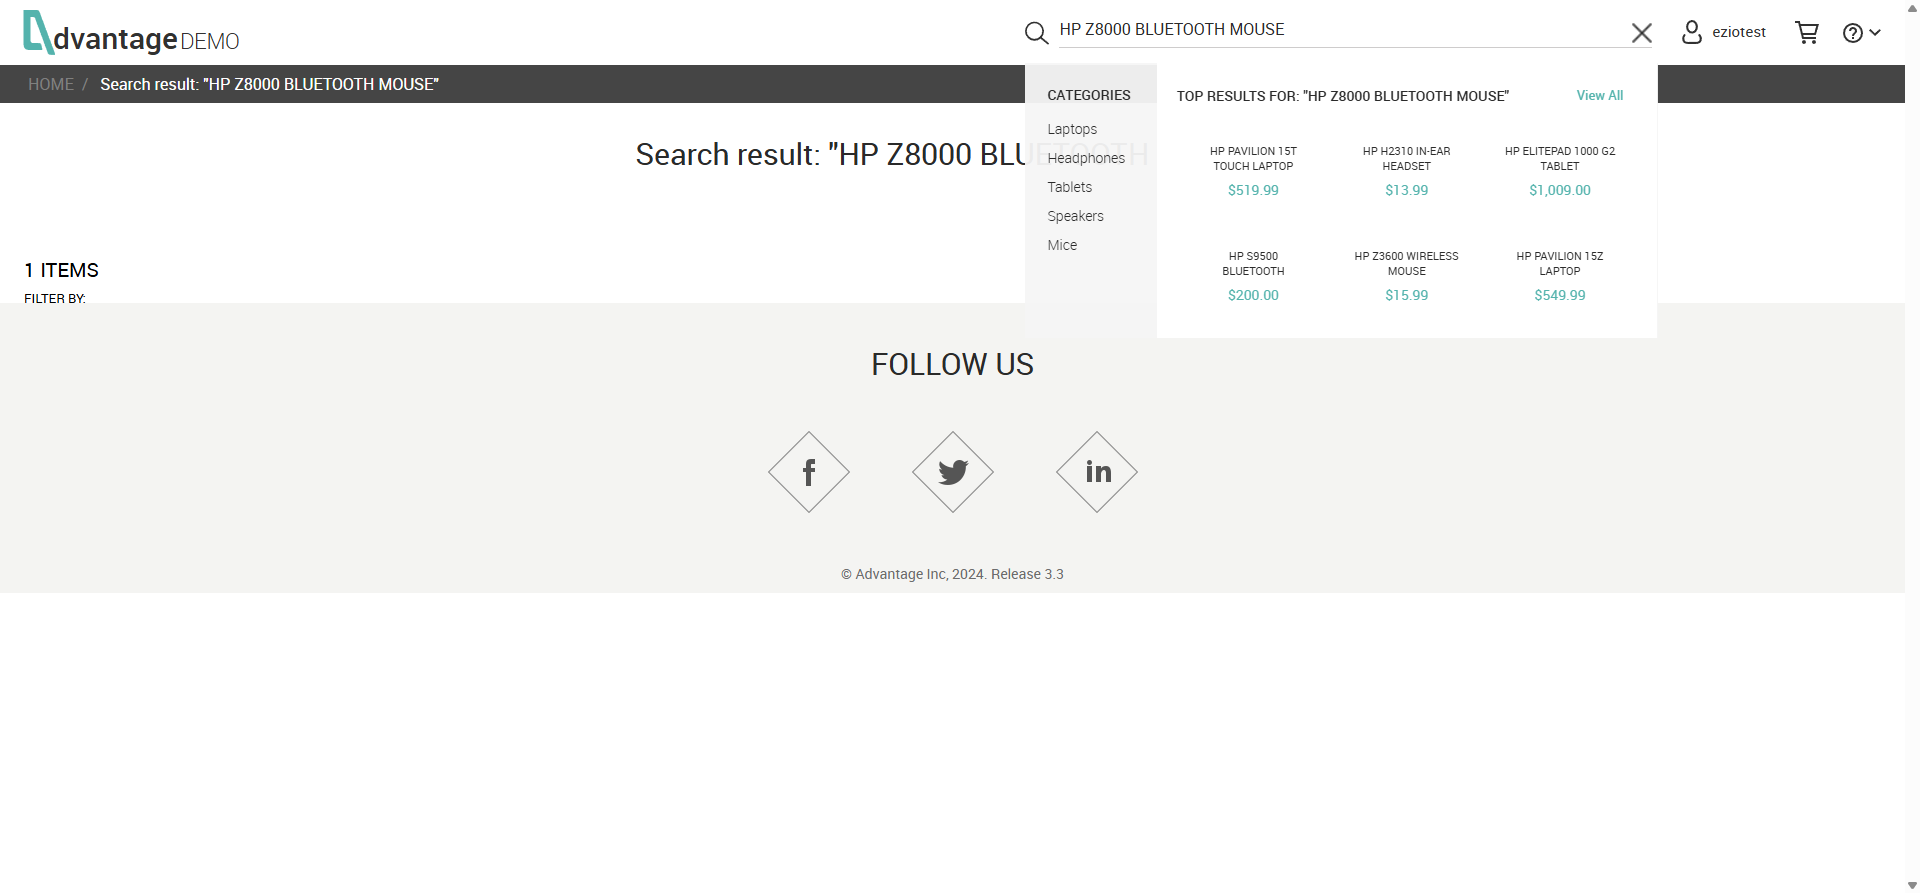 dvantage DEMO
HP Z8000 BLUETOOTH MOUSE
eziotest
HOME / Search result: "HP Z8000 BLUETOOTH MOUSE"
Search result: "HP Z8000 BLUETOOTH
CATEGORIES
Laptops
Headphones
Tablets
Speakers
Mice
TOP RESULTS FOR: "HP Z8000 BLUETOOTH MOUSE"
View All
HP PAVILION 15T
TOUCH LAPTOP
$519.99
HP H2310 IN-EAR
HEADSET
$13.99
HP ELITEPAD 1000 G2
TABLET
$1,009.00
HP S9500
BLUETOOTH
$200.00
HP Z3600 WIRELESS
MOUSE
$15.99
HP PAVILION 15Z
LAPTOP
$549.99
1 ITEMS
FILTER BY:
FOLLOW US
f
in
© Advantage Inc, 2024. Release 3.3